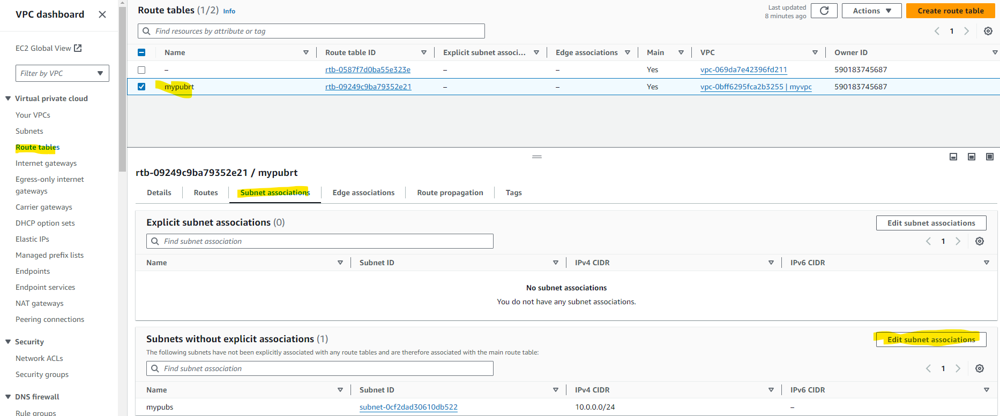 VPC dashboard
EC2 Global View
Filter by VPC
Virtual private cloud
Your VPCs
Subnets
Route tables
Internet gateways
Egress-only internet
gateways
Carrier gateways
DHCP option sets
Elastic IPs
Managed prefix lists
Endpoints
Endpoint services
NAT gateways
Peering connections
Security
Network ACLs
Security groups
DNS firewall
Rule groups
Route tables (1/2) Info
Last updated
8 minutes ago
Actions
Create route table
Find resources by attribute or tag
1
Name Route table ID Explicit subnet associ... Edge associations Main VPC Owner ID
– rtb-0587f7d0ba55e323e – – Yes vpc-069da7e42396fd211 590183745687
mypubrt rtb-09249c9ba79352e21 – – Yes vpc-0bff6295fca2b3255 | myvpc 590183745687
rtb-09249c9ba79352e21 / mypubrt
Details Routes Subnet associations Edge associations Route propagation Tags
Explicit subnet associations (0)
Edit subnet associations
Find subnet association
1
Name Subnet ID IPv4 CIDR IPv6 CIDR
No subnet associations
You do not have any subnet associations.
Subnets without explicit associations (1)
Edit subnet associations
The following subnets have not been explicitly associated with any route tables and are therefore associated with the main route table:
Find subnet association
1
Name Subnet ID IPv4 CIDR IPv6 CIDR
mypubs subnet-0cf2dad30610db522 10.0.0.0/24 –